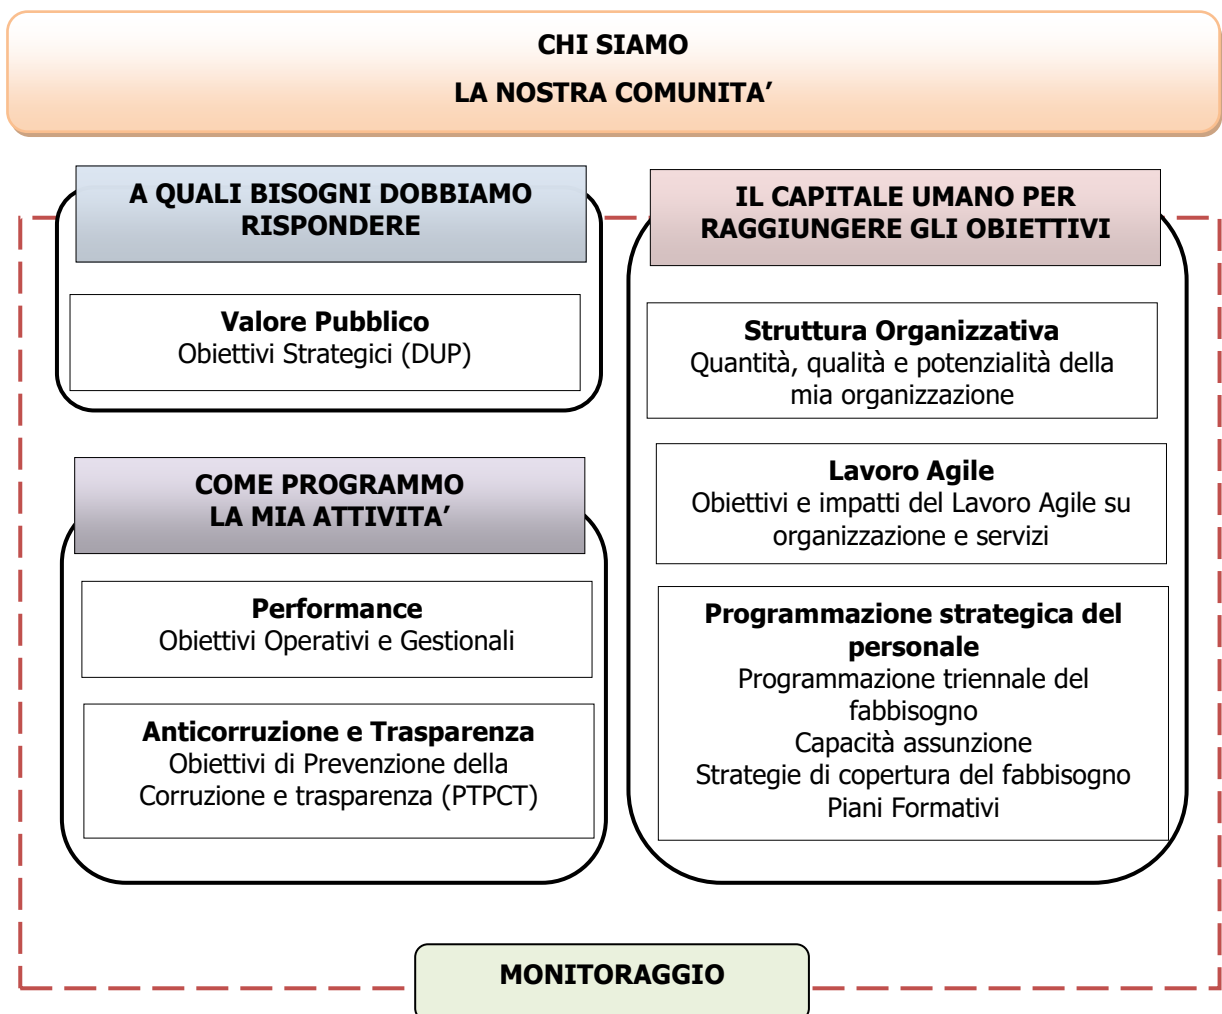 CHI SIAMO
LA NOSTRA COMUNITA’
A QUALI BISOGNI DOBBIAMO
RISPONDERE
Valore Pubblico
Obiettivi Strategici (DUP)
COME PROGRAMMO
LA MIA ATTIVITA’
Performance
Obiettivi Operativi e Gestionali
Anticorruzione e Trasparenza
Obiettivi di Prevenzione della
Corruzione e trasparenza (PTPCT)
IL CAPITALE UMANO PER
RAGGIUNGERE GLI OBIETTIVI
Struttura Organizzativa
Quantità, qualità e potenzialità della
mia organizzazione
Lavoro Agile
Obiettivi e impatti del Lavoro Agile su
organizzazione e servizi
Programmazione strategica del
personale
Programmazione triennale del
fabbisogno
Capacità assunzione
Strategie di copertura del fabbisogno
Piani Formativi
MONITORAGGIO